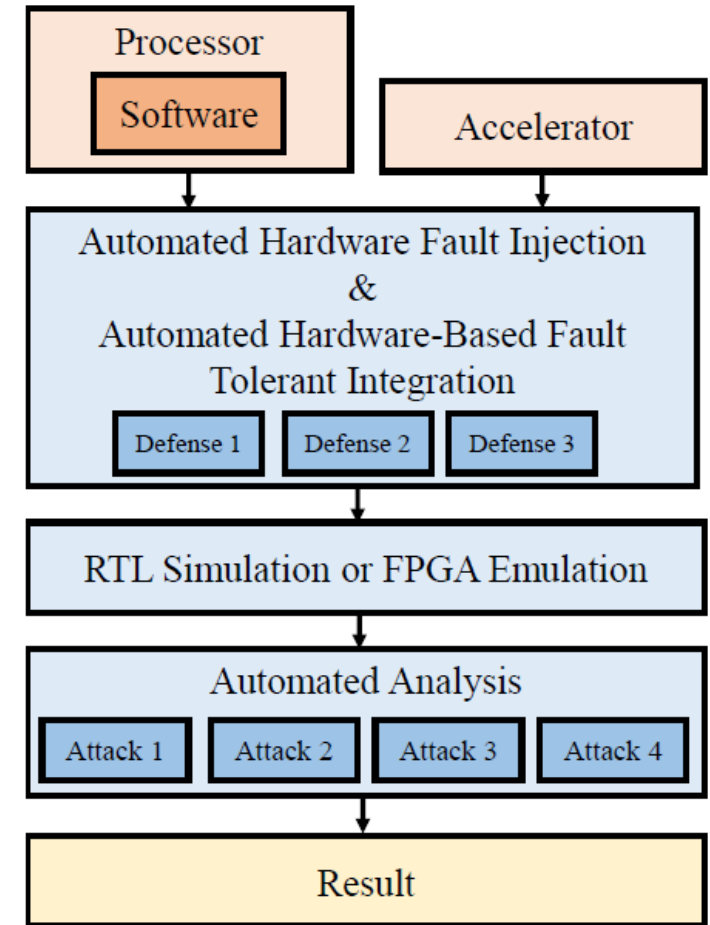 Processor
Software
Accelerator
Automated Hardware Fault Injection
&
Automated Hardware-Based Fault
Tolerant Integration
Defense 1
Defense 2
Defense 3
RTL Simulation or FPGA Emulation
Automated Analysis
Attack 1
Attack 2
Attack 3
Attack 4
Result